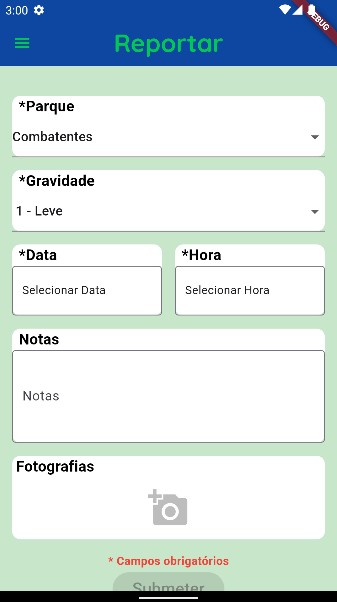 3:00
DEBUG
Reportar
*Parque
Combatentes
*Gravidade
1 - Leve
*Data
*Hora
Selecionar Data
Selecionar Hora
Notas
Notas
Fotografias
* Campos obrigatórios
Submeter